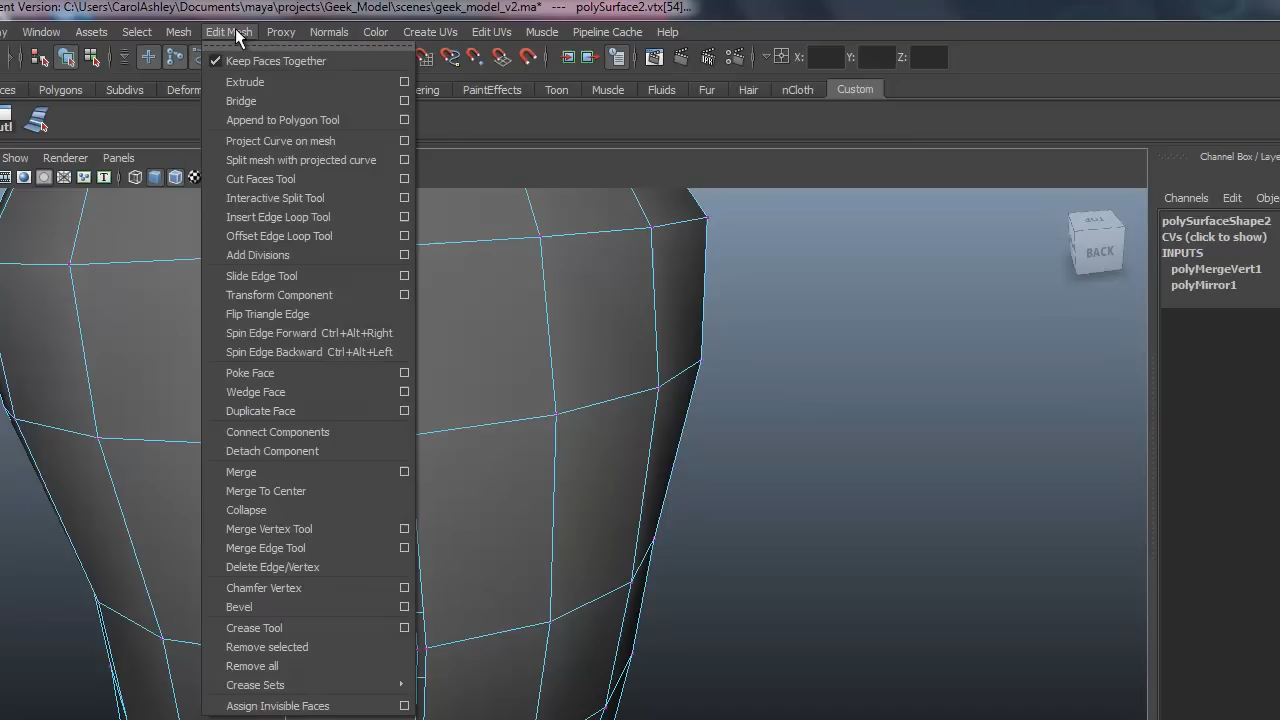 ent Version: C:\Users\CarolAshley\Documents\maya\projects\Geek_Model\scenes\geek_model_v2.ma* --- polySurface2.vtx[54]...
Window Assets Select Mesh Edit Mesh Proxy Normals Color Create UVs Edit UVs Muscle Pipeline Cache Help
X: Y: Z:
ces Polygons Subdivs Deform ering PaintEffects Toon Muscle Fluids Fur Hair nCloth Custom
utl
Show Renderer Panels
T
Keep Faces Together
Extrude
Bridge
Append to Polygon Tool
Project Curve on mesh
Split mesh with projected curve
Cut Faces Tool
Interactive Split Tool
Insert Edge Loop Tool
Offset Edge Loop Tool
Add Divisions
Slide Edge Tool
Transform Component
Flip Triangle Edge
Spin Edge Forward Ctrl+Alt+Right
Spin Edge Backward Ctrl+Alt+Left
Poke Face
Wedge Face
Duplicate Face
Connect Components
Detach Component
Merge
Merge To Center
Collapse
Merge Vertex Tool
Merge Edge Tool
Delete Edge/Vertex
Chamfer Vertex
Bevel
Crease Tool
Remove selected
Remove all
Crease Sets
Assign Invisible Faces
TOP
BACK
Channel Box / Laye
Channels Edit Obje
polySurfaceShape2
CVs (click to show)
INPUTS
polyMergeVert1
polyMirror1